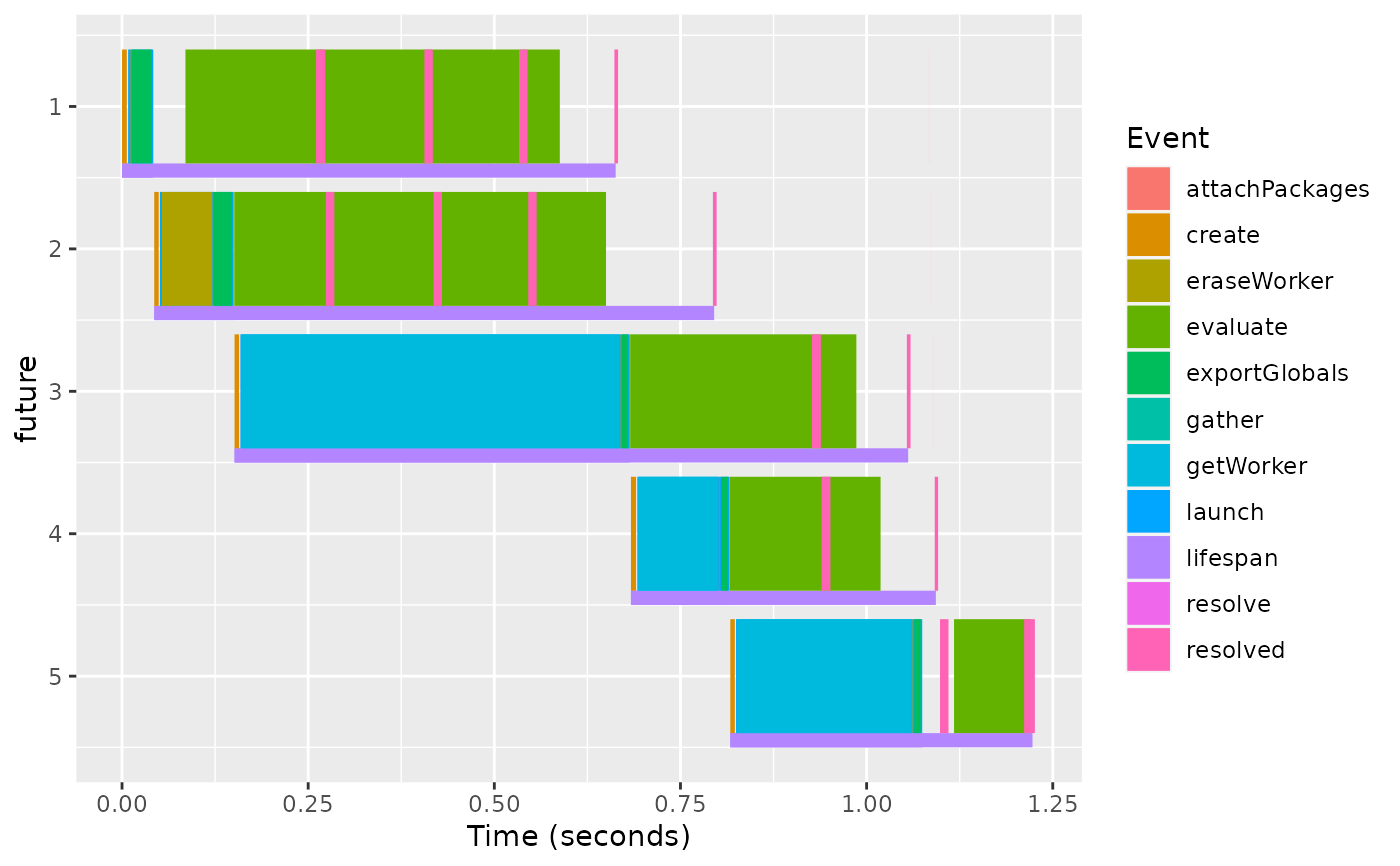 1
2
3
4
5
future
0.00 0.25 0.50 0.75 1.00 1.25
Time (seconds)
Event
attachPackages
create
eraseWorker
evaluate
exportGlobals
gather
getWorker
launch
lifespan
resolve
resolved